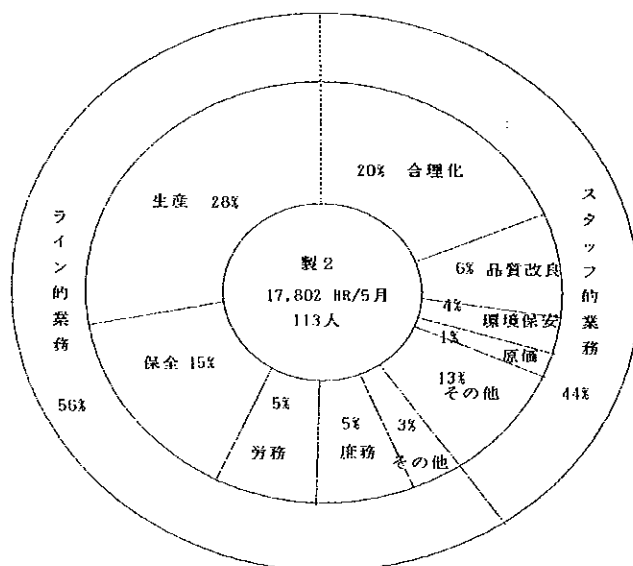 製2
17,802 HR/5月
113人
20% 合理化
6% 品質改良
4%
環境保安
1%
原価
13%
その他
スタッフ的業務
44%
3%
その他
5%
庶務
5%
労務
保全 15%
生産 28%
ライン的業務
56%